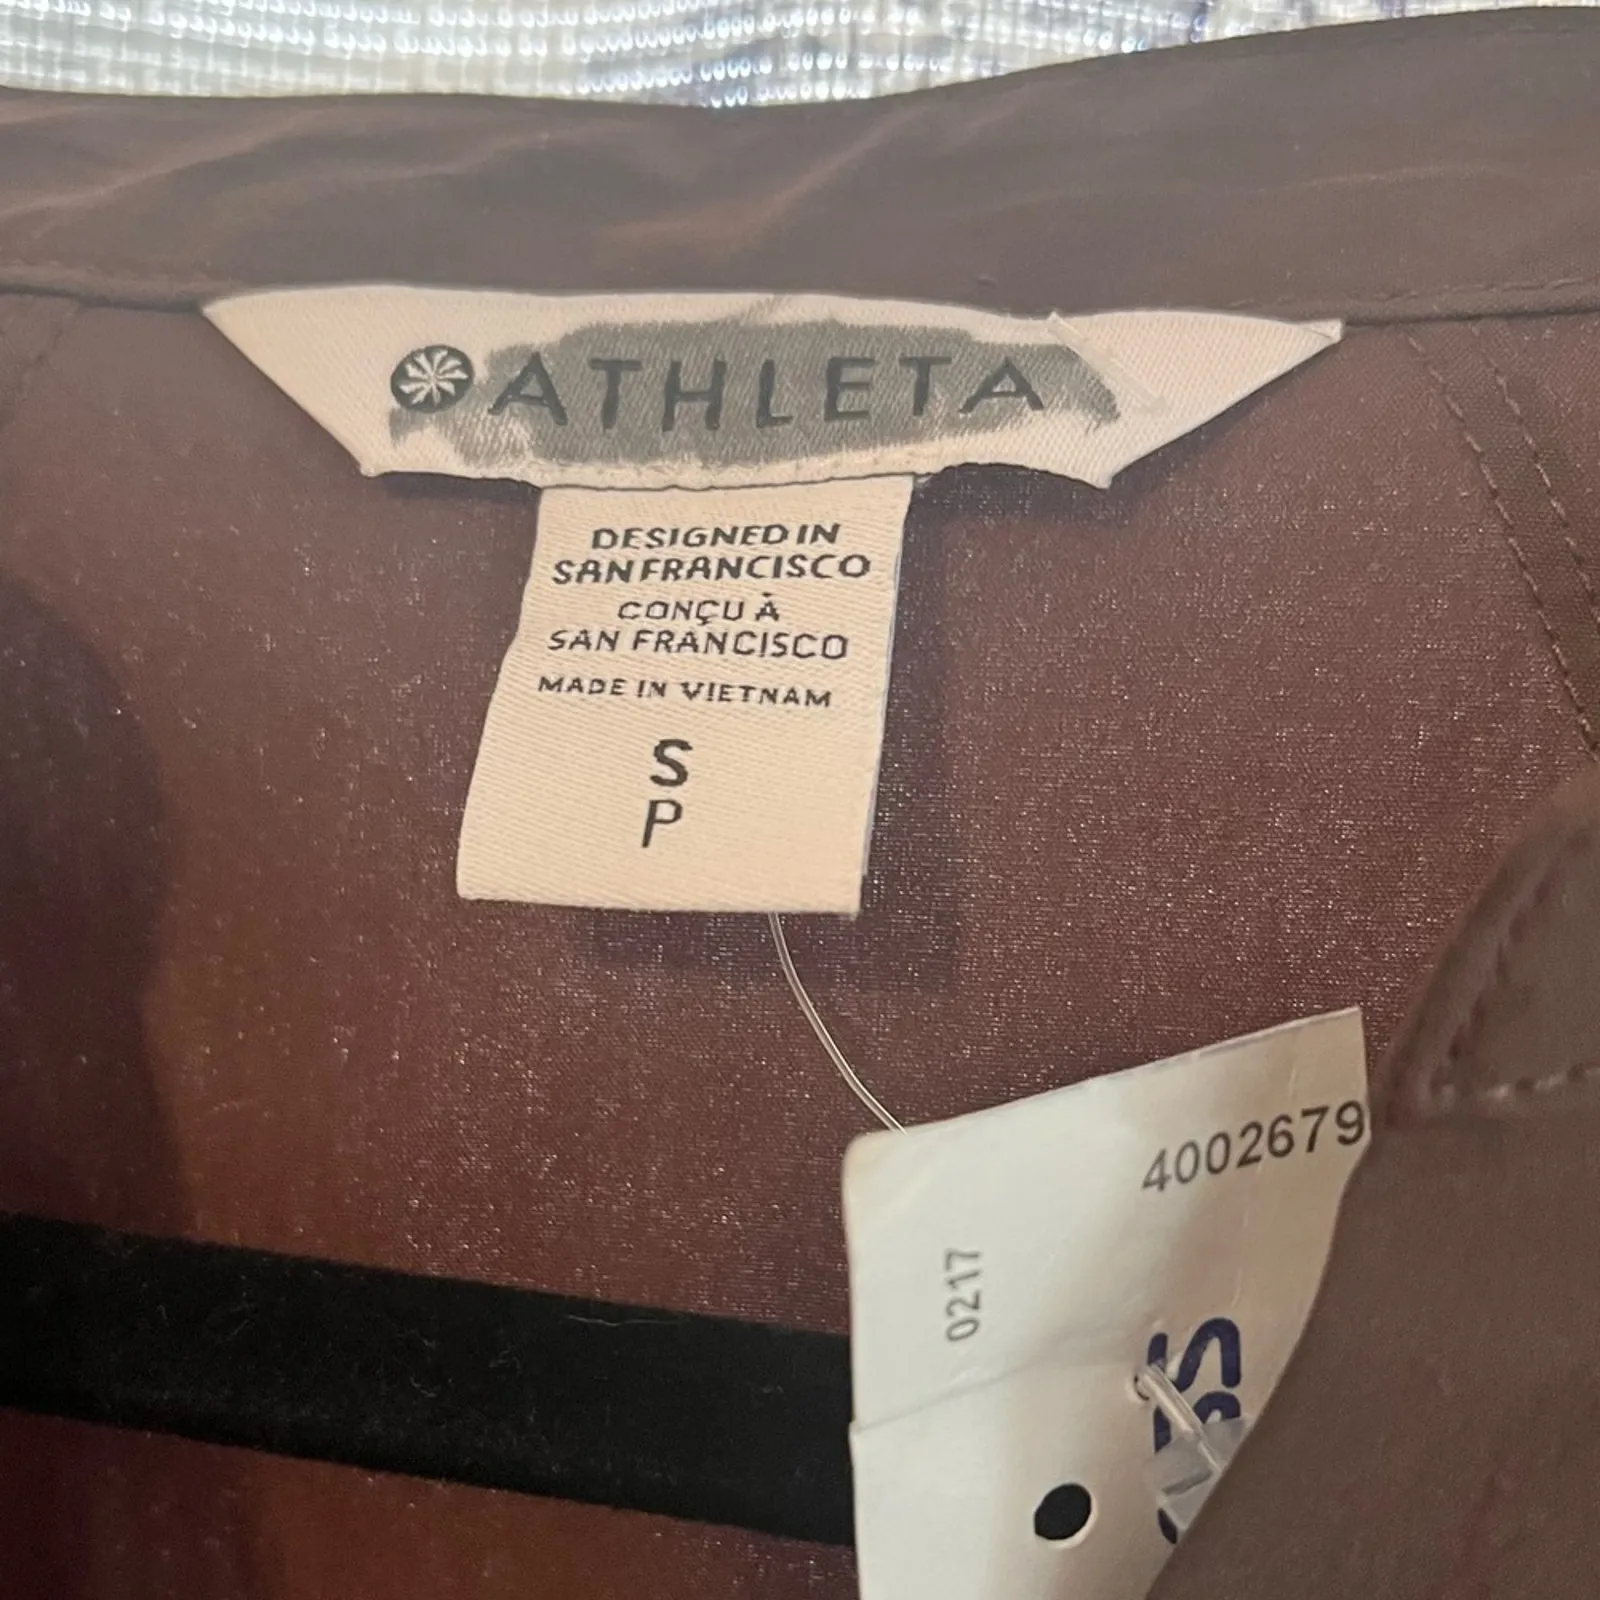 ATHLETA
DESIGNED IN
SAN FRANCISCO
CONÇU À
SAN FRANCISCO
MADE IN VIETNAM
S
P
4002679
0217